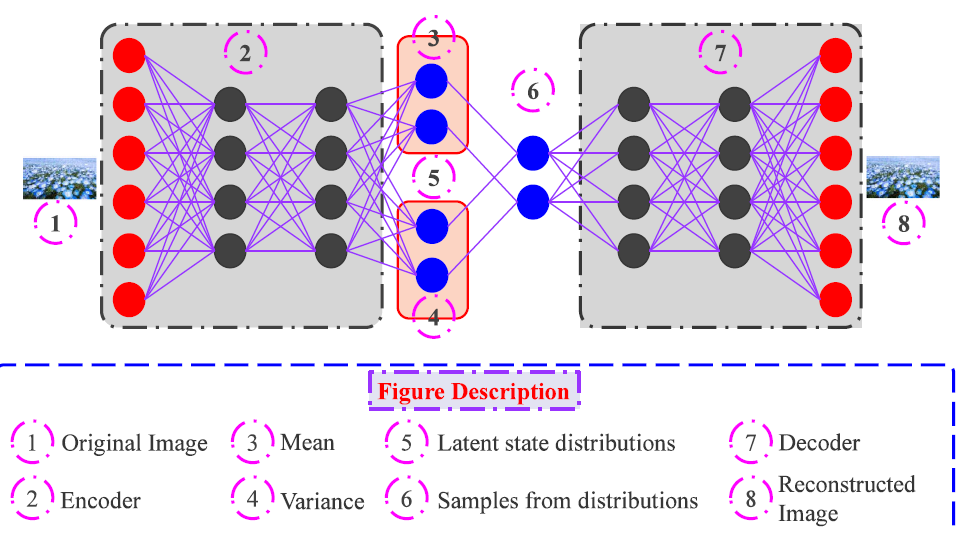 3
2
7
6
5
1
8
4
Figure Description
1 Original Image
3 Mean
5 Latent state distributions
7 Decoder
2 Encoder
4 Variance
6 Samples from distributions
8 Reconstructed
Image